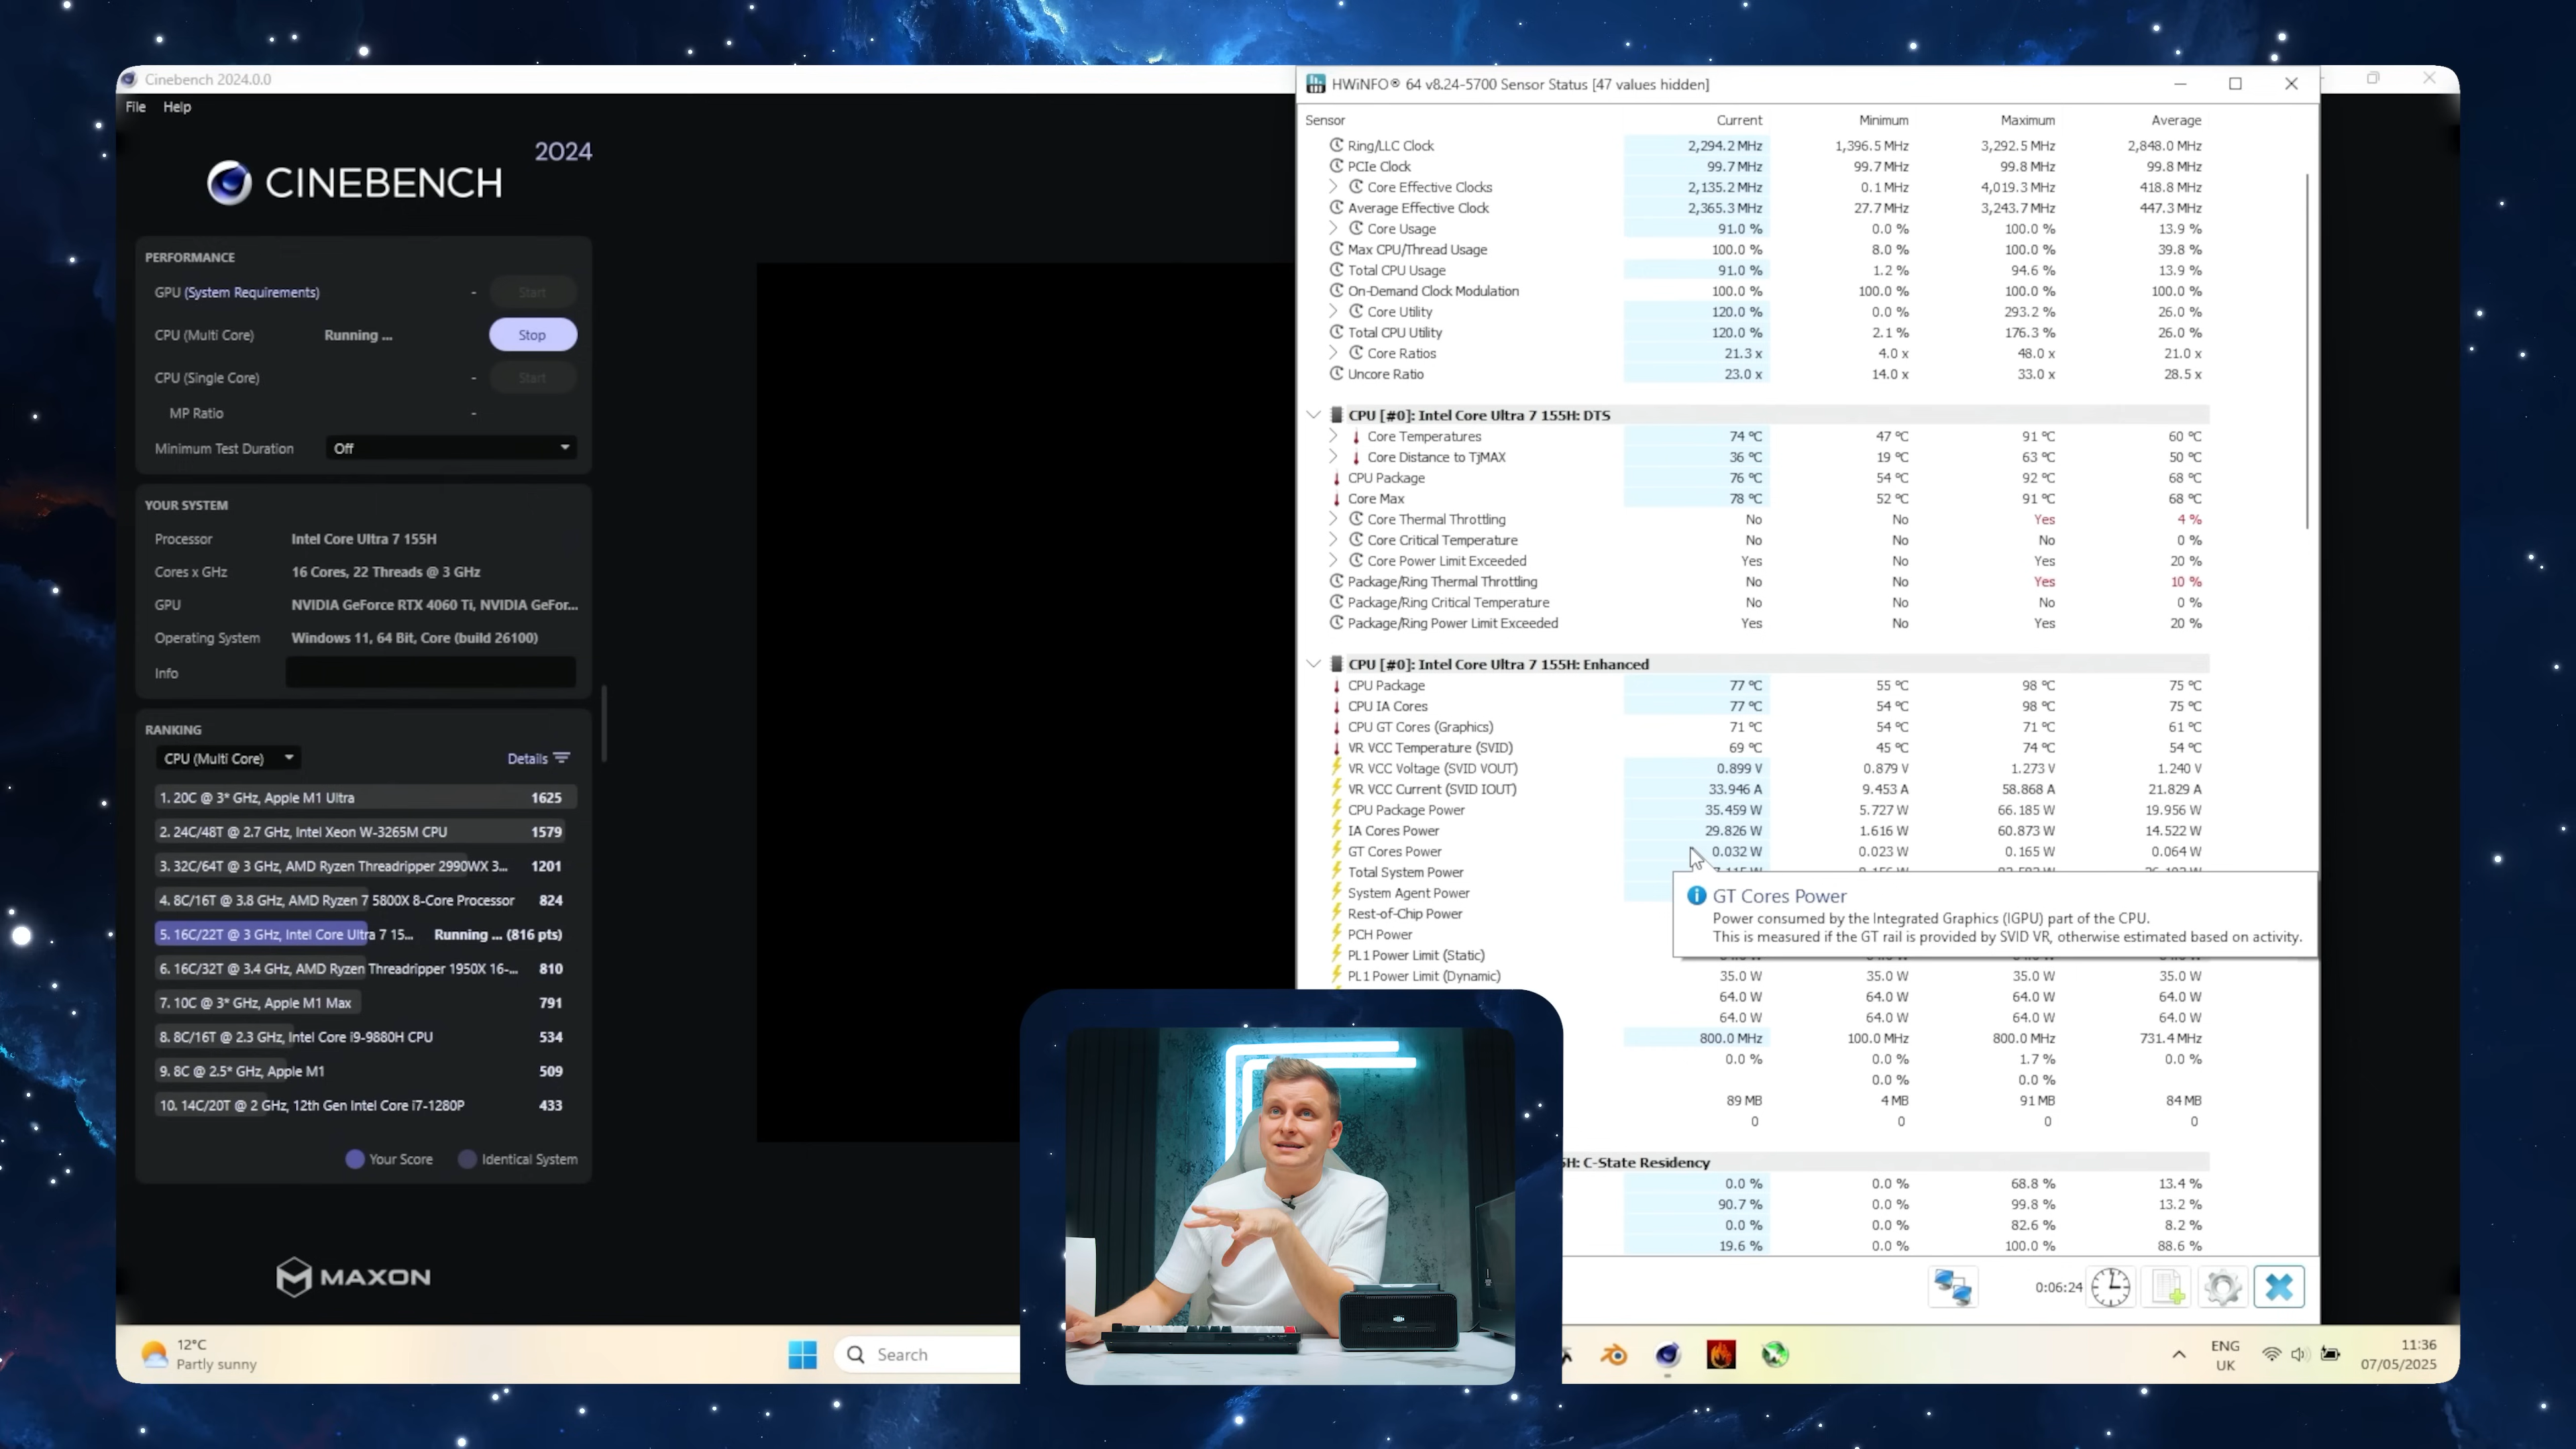 Cinebench 2024.0.0
File Help
2024
CINEBENCH
PERFORMANCE
GPU (System Requirements) - Start
CPU (Multi Core) Running ... Stop
CPU (Single Core) - Start
MP Ratio -
Minimum Test Duration Off
YOUR SYSTEM
Processor Intel Core Ultra 7 155H
Cores x GHz 16 Cores, 22 Threads @ 3 GHz
GPU NVIDIA GeForce RTX 4060 Ti, NVIDIA GeFor...
Operating System Windows 11, 64 Bit, Core (build 26100)
Info
RANKING
CPU (Multi Core) Details
1. 20C @ 3* GHz, Apple M1 Ultra 1625
2. 24C/48T @ 2.7 GHz, Intel Xeon W-3265M CPU 1579
3. 32C/64T @ 3 GHz, AMD Ryzen Threadripper 2990WX 3... 1201
4. 8C/16T @ 3.8 GHz, AMD Ryzen 7 5800X 8-Core Processor 824
5. 16C/22T @ 3 GHz, Intel Core Ultra 7 15... Running ... (816 pts)
6. 16C/32T @ 3.4 GHz, AMD Ryzen Threadripper 1950X 16-... 810
7. 10C @ 3* GHz, Apple M1 Max 791
8. 8C/16T @ 2.3 GHz, Intel Core i9-9880H CPU 534
9. 8C @ 2.5* GHz, Apple M1 509
10. 14C/20T @ 2 GHz, 12th Gen Intel Core i7-1280P 433
Your Score Identical System
MAXON
HWiNFO® 64 v8.24-5700 Sensor Status [47 values hidden]
Sensor Current Minimum Maximum Average
Ring/LLC Clock 2,294.2 MHz 1,396.5 MHz 3,292.5 MHz 2,848.0 MHz
PCIe Clock 99.7 MHz 99.7 MHz 99.8 MHz 99.8 MHz
Core Effective Clocks 2,135.2 MHz 0.1 MHz 4,019.3 MHz 418.8 MHz
Average Effective Clock 2,365.3 MHz 27.7 MHz 3,243.7 MHz 447.3 MHz
Core Usage 91.0 % 0.0 % 100.0 % 13.9 %
Max CPU/Thread Usage 100.0 % 8.0 % 100.0 % 39.8 %
Total CPU Usage 91.0 % 1.2 % 94.6 % 13.9 %
On-Demand Clock Modulation 100.0 % 100.0 % 100.0 % 100.0 %
Core Utility 120.0 % 0.0 % 293.2 % 26.0 %
Total CPU Utility 120.0 % 2.1 % 176.3 % 26.0 %
Core Ratios 21.3 x 4.0 x 48.0 x 21.0 x
Uncore Ratio 23.0 x 14.0 x 33.0 x 28.5 x
CPU [#0]: Intel Core Ultra 7 155H: DTS
Core Temperatures 74 °C 47 °C 91 °C 60 °C
Core Distance to TjMAX 36 °C 19 °C 63 °C 50 °C
CPU Package 76 °C 54 °C 92 °C 68 °C
Core Max 78 °C 52 °C 91 °C 68 °C
Core Thermal Throttling No No Yes 4 %
Core Critical Temperature No No No 0 %
Core Power Limit Exceeded Yes No Yes 20 %
Package/Ring Thermal Throttling No No Yes 10 %
Package/Ring Critical Temperature No No No 0 %
Package/Ring Power Limit Exceeded Yes No Yes 20 %
CPU [#0]: Intel Core Ultra 7 155H: Enhanced
CPU Package 77 °C 55 °C 98 °C 75 °C
CPU IA Cores 77 °C 54 °C 98 °C 75 °C
CPU GT Cores (Graphics) 71 °C 54 °C 71 °C 61 °C
VR VCC Temperature (SVID) 69 °C 45 °C 74 °C 54 °C
VR VCC Voltage (SVID VOUT) 0.899 V 0.879 V 1.273 V 1.240 V
VR VCC Current (SVID IOUT) 33.946 A 9.453 A 58.868 A 21.829 A
CPU Package Power 35.459 W 5.727 W 66.185 W 19.956 W
IA Cores Power 29.826 W 1.616 W 60.873 W 14.522 W
GT Cores Power 0.032 W 0.023 W 0.165 W 0.064 W
Total System Power
System Agent Power
Rest-of-Chip Power
PCH Power
PL1 Power Limit (Static)
PL1 Power Limit (Dynamic) 35.0 W 35.0 W 35.0 W 35.0 W
GT Cores Power
Power consumed by the Integrated Graphics (IGPU) part of the CPU.
This is measured if the GT rail is provided by SVID VR, otherwise estimated based on activity.
64.0 W 64.0 W 64.0 W 64.0 W
64.0 W 64.0 W 64.0 W 64.0 W
800.0 MHz 100.0 MHz 800.0 MHz 731.4 MHz
0.0 % 0.0 % 1.7 % 0.0 %
0.0 % 0.0 %
89 MB 4 MB 91 MB 84 MB
0 0 0 0
5H: C-State Residency
0.0 % 0.0 % 68.8 % 13.4 %
90.7 % 0.0 % 99.8 % 13.2 %
0.0 % 0.0 % 82.6 % 8.2 %
19.6 % 0.0 % 100.0 % 88.6 %
0:06:24
12°C
Partly sunny
Search
ENG
UK
11:36
07/05/2025